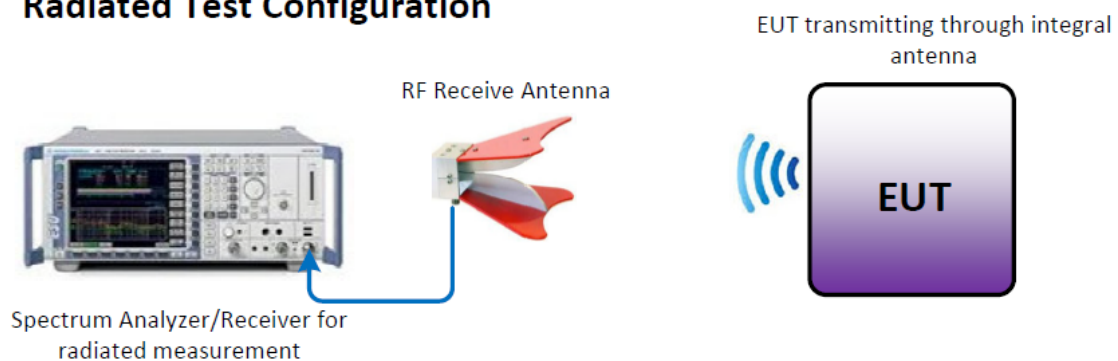 Radiated Test Configuration
EUT transmitting through integral
antenna
RF Receive Antenna
EUT
Spectrum Analyzer/Receiver for
radiated measurement